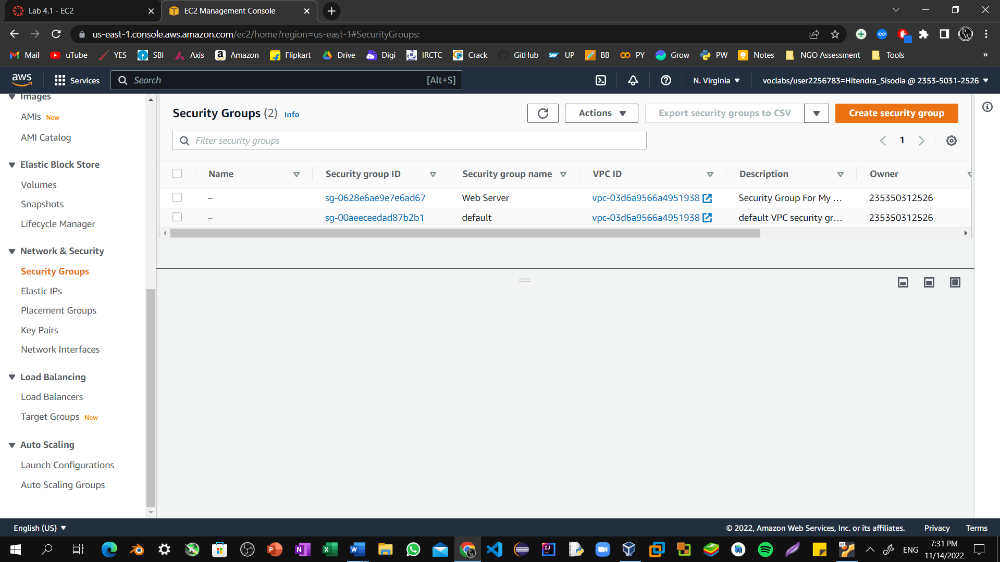 Lab 4.1 - EC2
EC2 Management Console
us-east-1.console.aws.amazon.com/ec2/home?region=us-east-1#SecurityGroups:
Mail uTube YES SBI Axis Amazon Flipkart Drive Digi IRCTC Crack GitHub UP BB PY Grow PW Notes NGO Assessment Tools »
aws Services Search [Alt+S] N. Virginia voclabs/user2256783=Hitendra_Sisodia @ 2353-5031-2526
Images
AMIs New
AMI Catalog
Elastic Block Store
Volumes
Snapshots
Lifecycle Manager
Network & Security
Security Groups
Elastic IPs
Placement Groups
Key Pairs
Network Interfaces
Load Balancing
Load Balancers
Target Groups New
Auto Scaling
Launch Configurations
Auto Scaling Groups
Security Groups (2) Info Actions Export security groups to CSV Create security group
Filter security groups 1
Name Security group ID Security group name VPC ID Description Owner
– sg-0628e6ae9e7e6ad67 Web Server vpc-03d6a9566a4951938 Security Group For My ... 235350312526
– sg-00aeeceedad87b2b1 default vpc-03d6a9566a4951938 default VPC security gr... 235350312526
English (US) © 2022, Amazon Web Services, Inc. or its affiliates. Privacy Terms
ENG 7:31 PM
11/14/2022